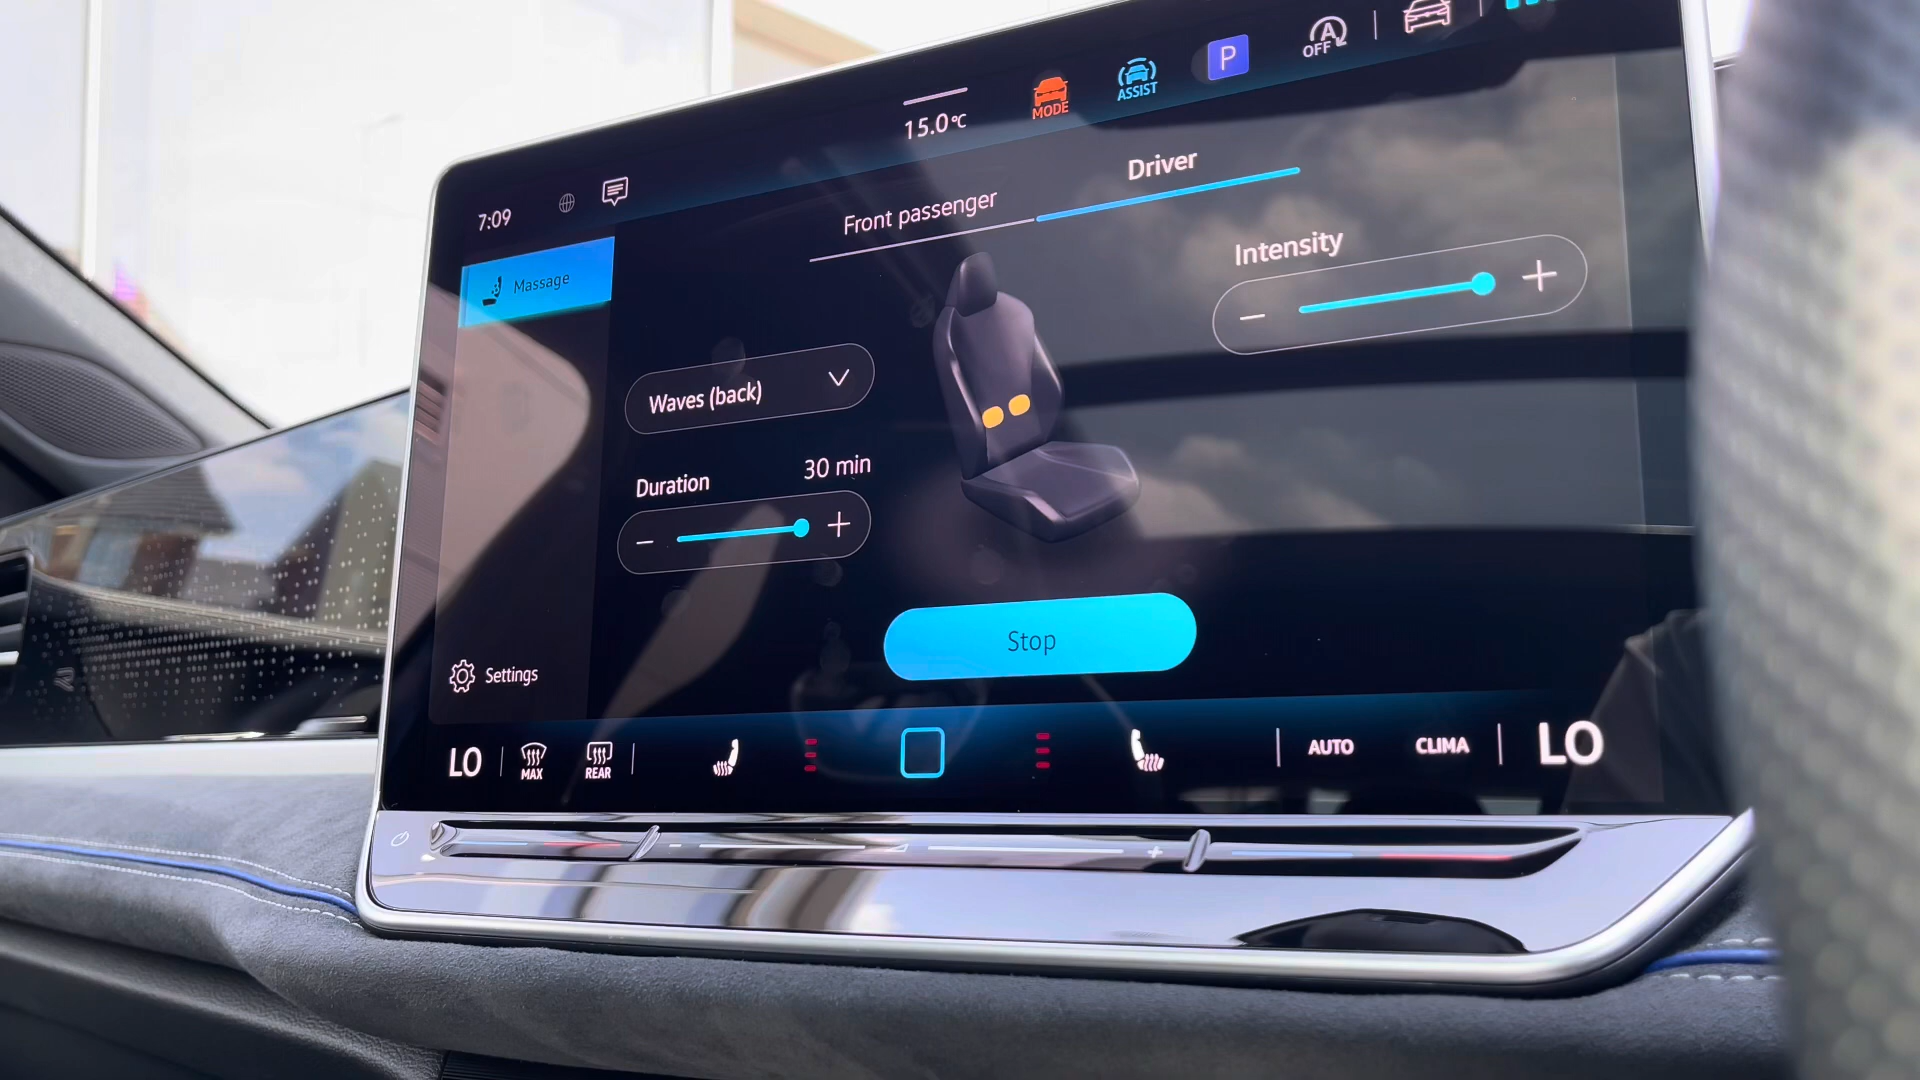 15.0°C
MODE
ASSIST
P
A
OFF
7:09
Front passenger
Driver
Massage
Intensity
− +
Waves (back)
Duration 30 min
− +
Stop
Settings
LO
MAX
REAR
AUTO
CLIMA
LO
− +